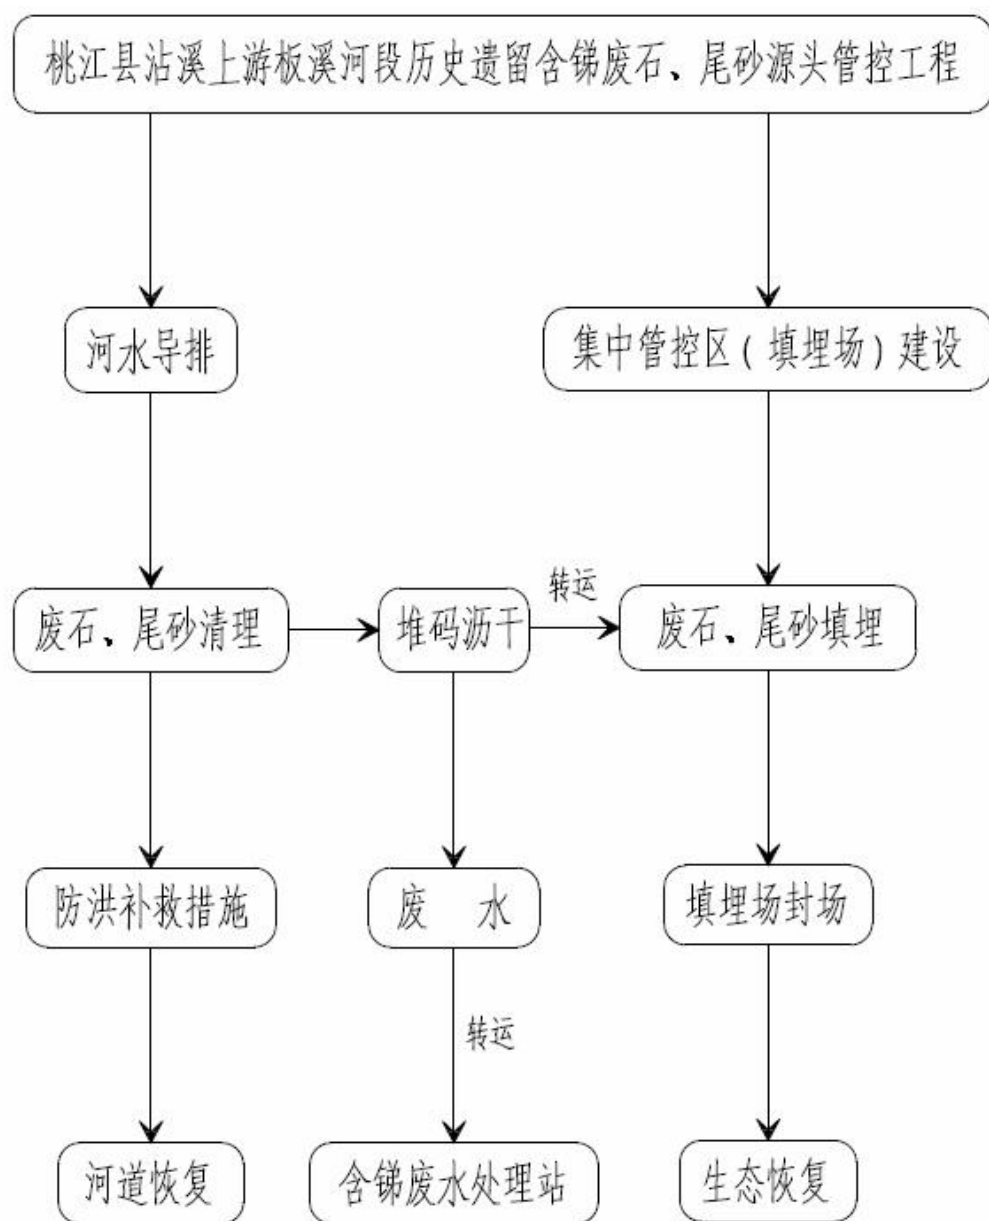 桃江县沾溪上游板溪河段历史遗留含锑废石、尾砂源头管控工程
河水导排
集中管控区(填埋场)建设
废石、尾砂清理
堆码沥干
转运
废石、尾砂填埋
防洪补救措施
废 水
填埋场封场
转运
河道恢复
含锑废水处理站
生态恢复